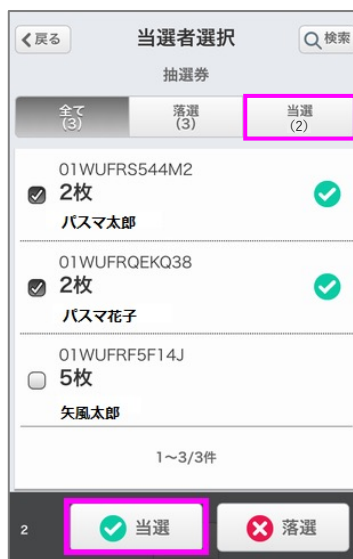 戻る
当選者選択
検索
抽選券
全て
(3)
落選
(3)
当選
(2)
01WUFRS544M2
2枚
パスマ太郎
01WUFRQEKQ38
2枚
パスマ花子
01WUFRF5F14J
5枚
矢風太郎
1~3/3件
2
当選
落選